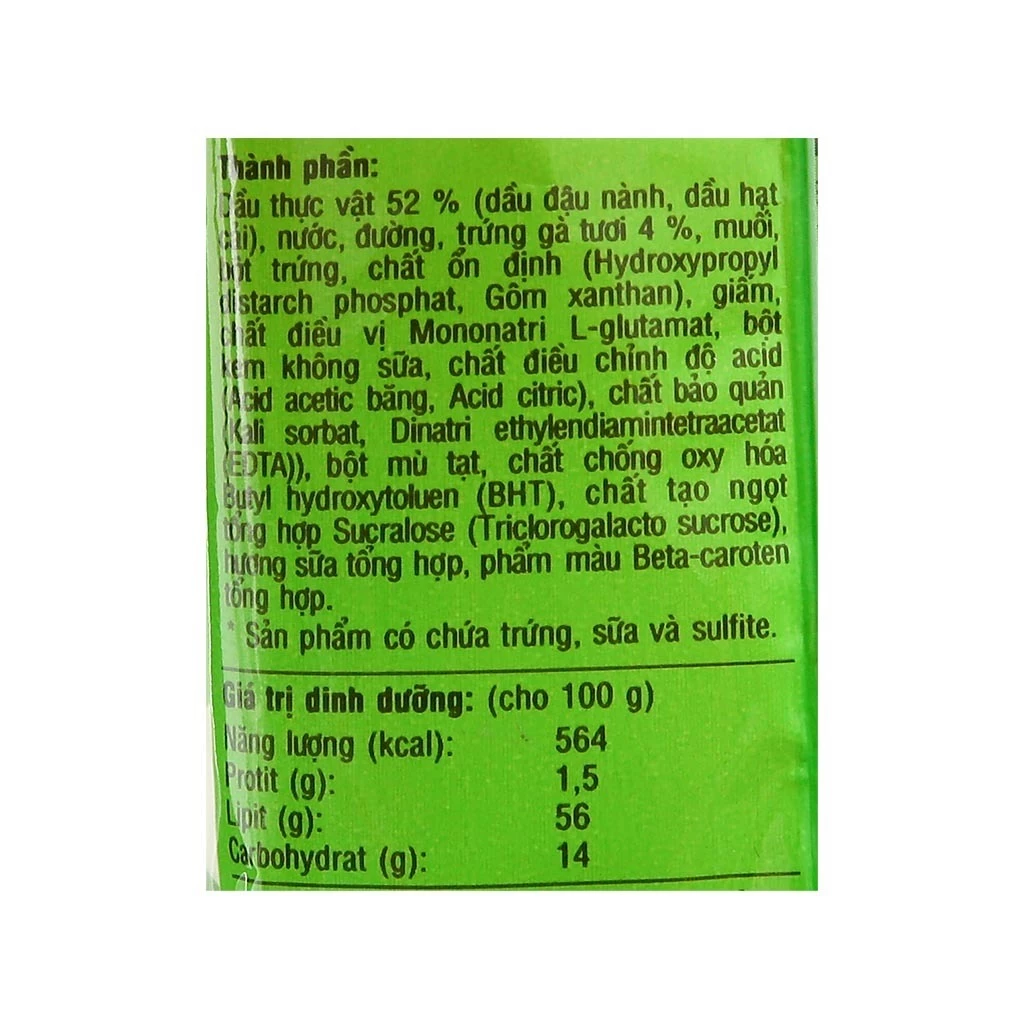 Thành phần:
Dầu thực vật 52 % (dầu đậu nành, dầu hạt
cải), nước, đường, trứng gà tươi 4 %, muối,
bột trứng, chất ổn định (Hydroxypropyl
distarch phosphat, Gôm xanthan), giấm,
chất điều vị Mononatri L-glutamat, bột
kem không sữa, chất điều chỉnh độ acid
(Acid acetic băng, Acid citric), chất bảo quản
(Kali sorbat, Dinatri ethylendiamintetraacetat
(EDTA)), bột mù tạt, chất chống oxy hóa
Butyl hydroxytoluen (BHT), chất tạo ngọt
tổng hợp Sucralose (Triclorogalacto sucrose),
hương sữa tổng hợp, phẩm màu Beta-caroten
tổng hợp.
* Sản phẩm có chứa trứng, sữa và sulfite.
Giá trị dinh dưỡng: (cho 100 g)
Năng lượng (kcal): 564
Protit (g): 1,5
Lipit (g): 56
Carbohydrat (g): 14